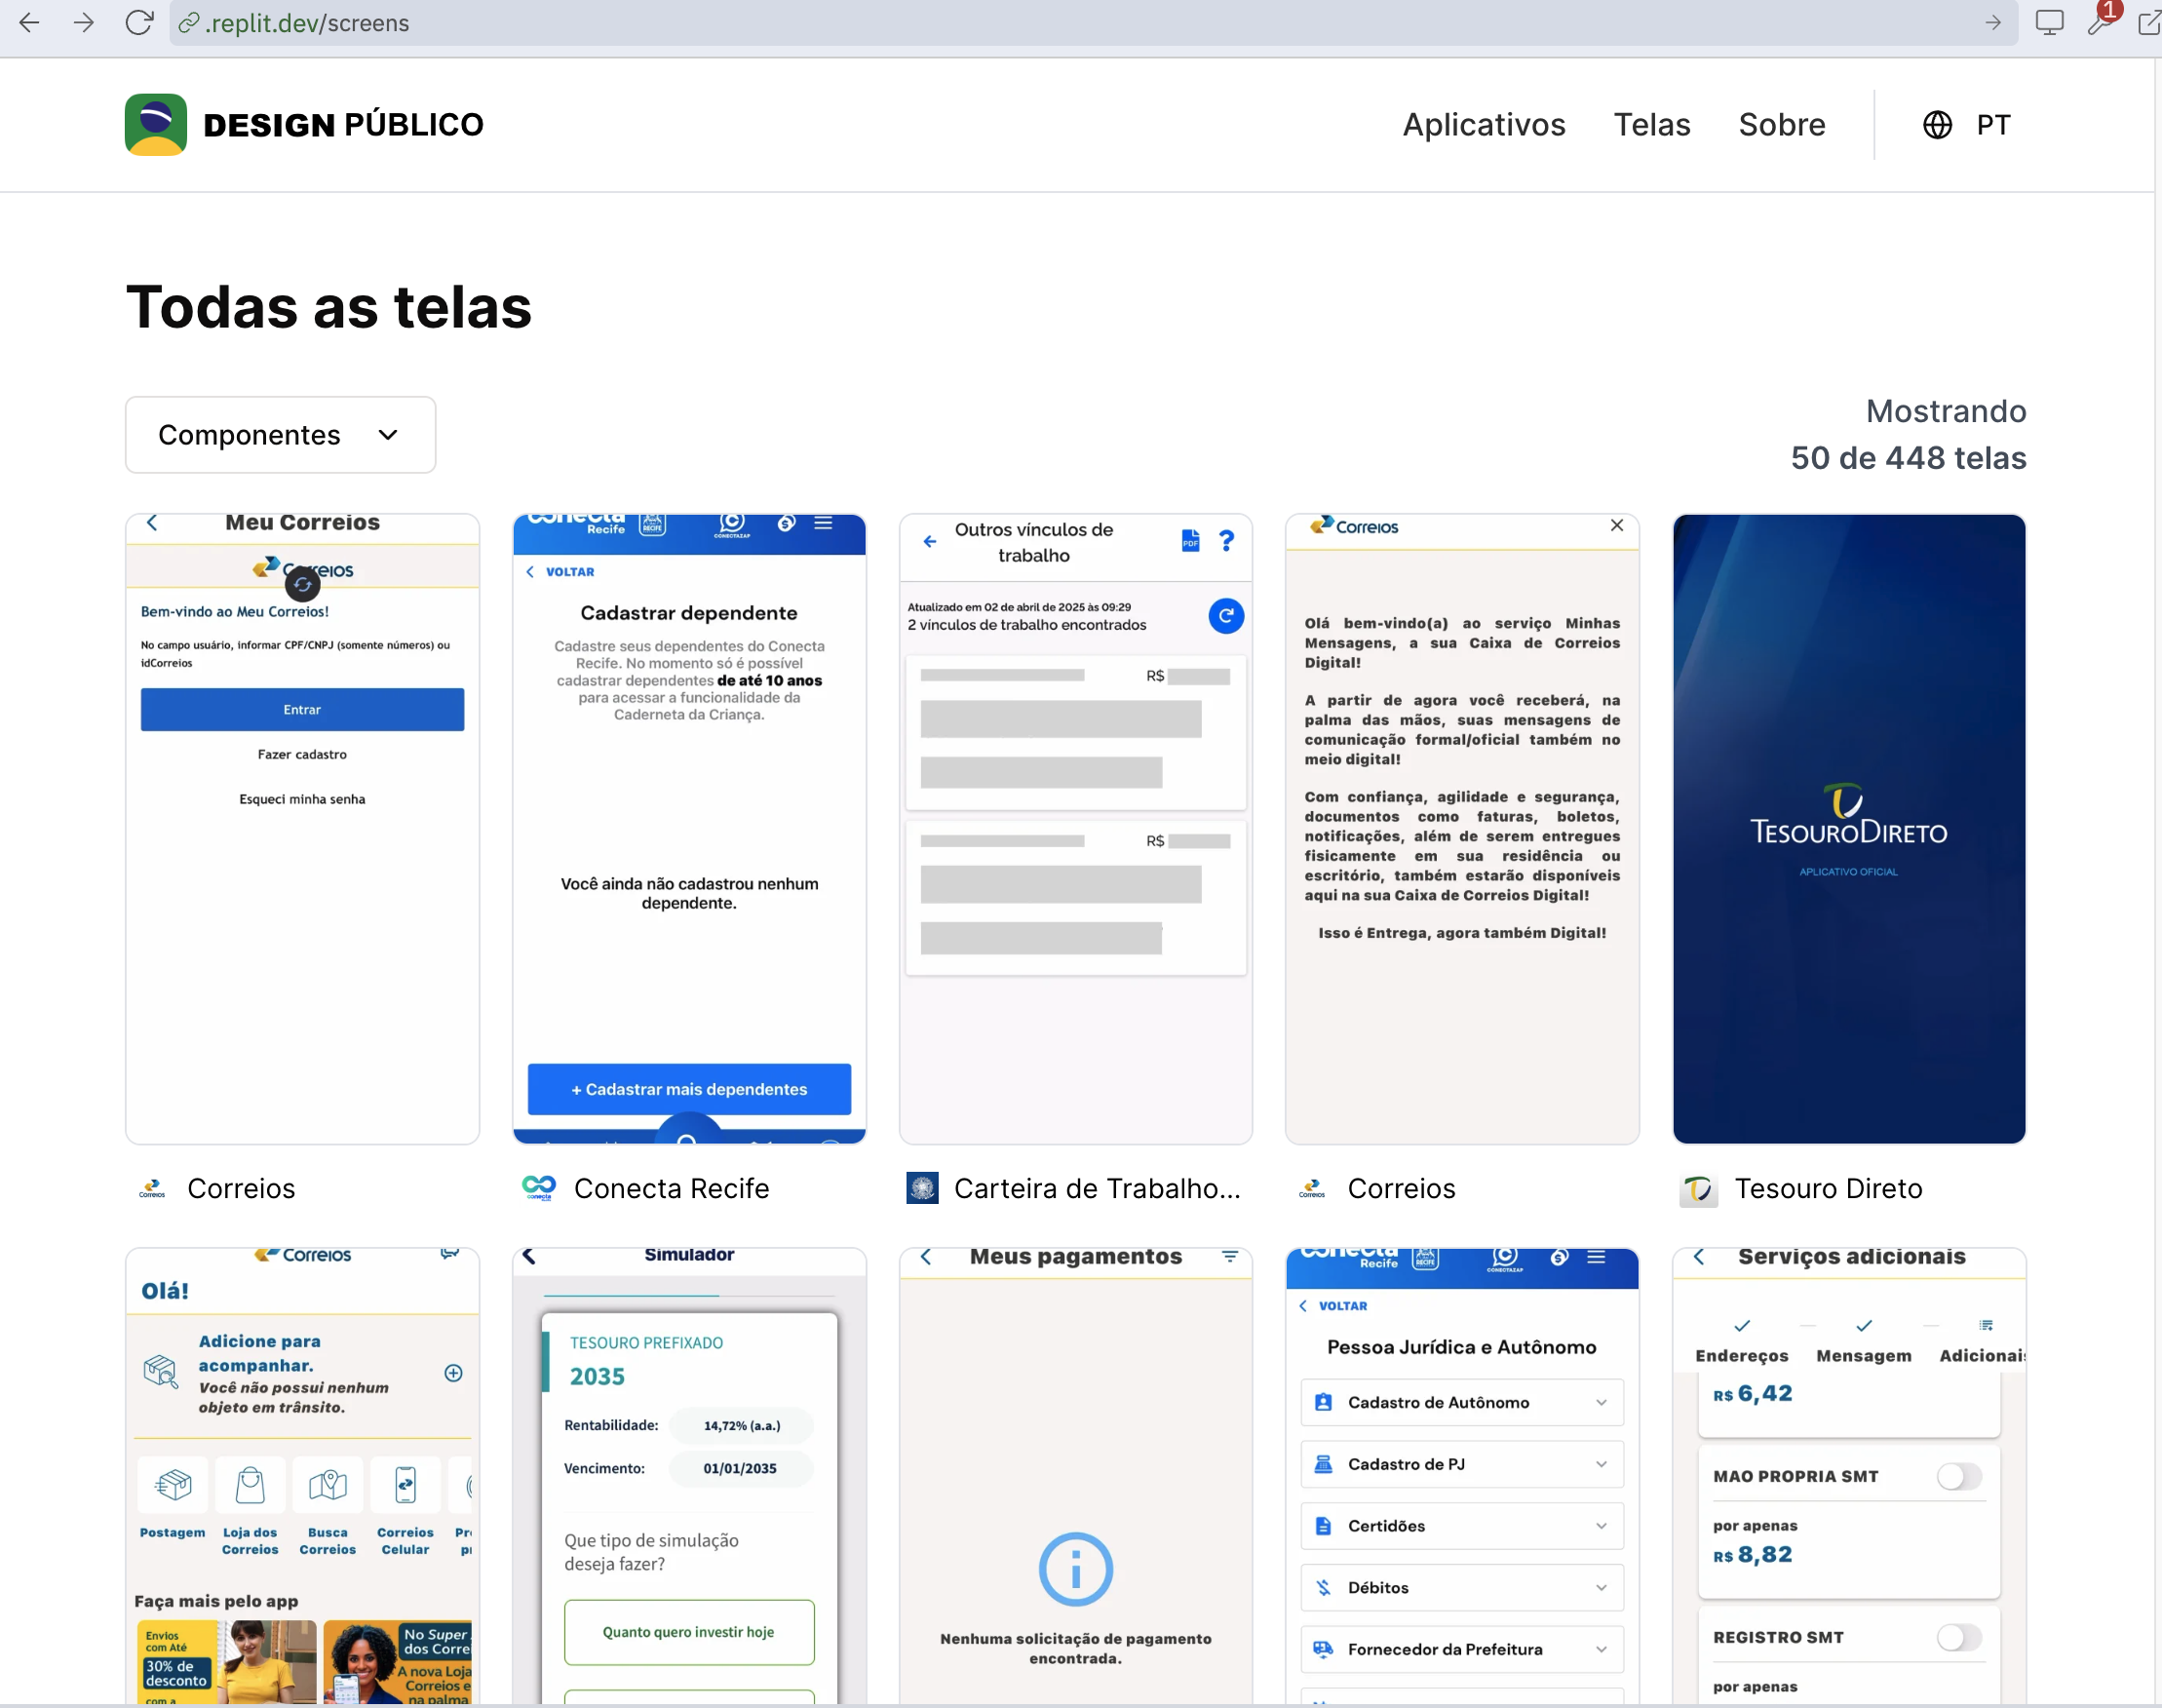 .replit.dev/screens
1
DESIGN PÚBLICO
Aplicativos
Telas
Sobre
PT
Todas as telas
Componentes
Mostrando
50 de 448 telas
Meu Correios
Bem-vindo ao Meu Correios!
No campo usuário, informar CPF/CNPJ (somente números) ou
idCorreios
Entrar
Fazer cadastro
Esqueci minha senha
Correios
conecta
Recife
RECIFE
CONECTAZAP
VOLTAR
Cadastrar dependente
Cadastre seus dependentes do Conecta
Recife. No momento só é possível
cadastrar dependentes de até 10 anos
para acessar a funcionalidade da
Caderneta da Criança.
Você ainda não cadastrou nenhum
dependente.
+ Cadastrar mais dependentes
Conecta Recife
Outros vínculos de
trabalho
PDF
?
Atualizado em 02 de abril de 2025 às 09:29
2 vínculos de trabalho encontrados
R$
R$
Carteira de Trabalho...
Correios
Olá bem-vindo(a) ao serviço Minhas
Mensagens, a sua Caixa de Correios
Digital!
A partir de agora você receberá, na
palma das mãos, suas mensagens de
comunicação formal/oficial também no
meio digital!
Com confiança, agilidade e segurança,
documentos como faturas, boletos,
notificações, além de serem entregues
fisicamente em sua residência ou
escritório, também estarão disponíveis
aqui na sua Caixa de Correios Digital!
Isso é Entrega, agora também Digital!
Correios
TESOURODIRETO
APLICATIVO OFICIAL
Tesouro Direto
Correios
Olá!
Adicione para
acompanhar.
Você não possui nenhum
objeto em trânsito.
Postagem
Loja dos
Correios
Busca
Correios
Correios
Celular
Faça mais pelo app
Envios
com Até
30% de
desconto
com a
No Super
dos Correi
A nova Loja
Correios e
na palma
Simulador
TESOURO PREFIXADO
2035
Rentabilidade:
14,72% (a.a.)
Vencimento:
01/01/2035
Que tipo de simulação
deseja fazer?
Quanto quero investir hoje
Meus pagamentos
Nenhuma solicitação de pagamento
encontrada.
conecta
Recife
RECIFE
CONECTAZAP
VOLTAR
Pessoa Jurídica e Autônomo
Cadastro de Autônomo
Cadastro de PJ
Certidões
Débitos
Fornecedor da Prefeitura
Serviços adicionais
Endereços
Mensagem
Adicionais
R$ 6,42
MAO PROPRIA SMT
por apenas
R$ 8,82
REGISTRO SMT
por apenas